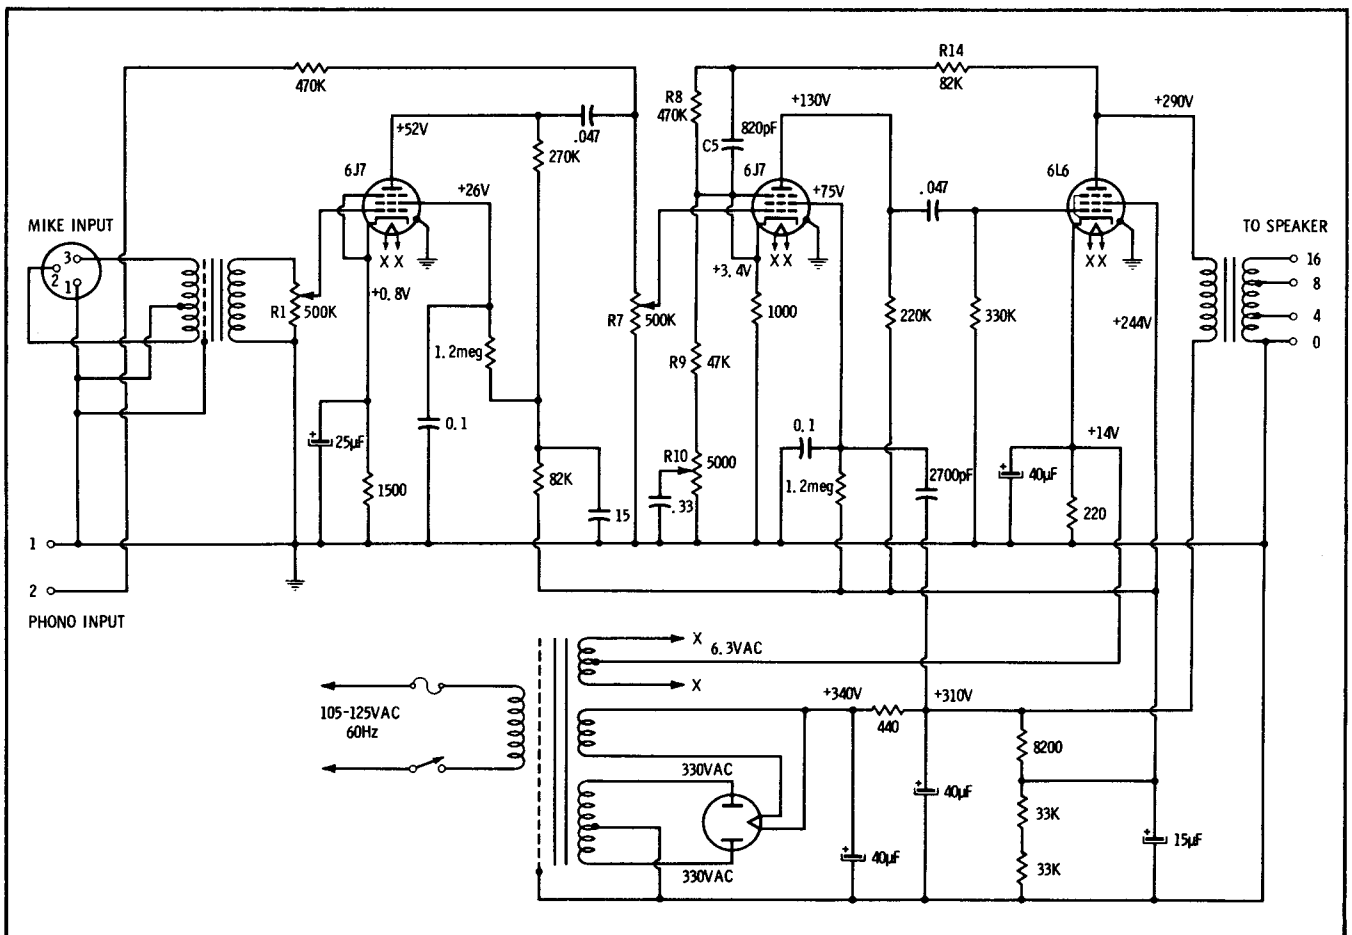 R14
470K
82K
R8
470K
+130V
+290V
+52V
.047
820pF
C5
270K
6J7
6J7
6L6
+26V
+75V
.047
MIKE INPUT
TO SPEAKER
3
2
1
X X
X X
X X
16
8
4
0
+0.8V
+3.4V
R1
500K
R7
500K
1000
220K
330K
+244V
1.2meg
R9
47K
+
25µF
0.1
0.1
+14V
R10
5000
+
40µF
2700pF
1500
82K
15
.33
1.2meg
220
1
2
PHONO INPUT
X
6.3VAC
X
105-125VAC
60Hz
+340V
+310V
440
8200
330VAC
+
40µF
33K
+
15µF
+
40µF
33K
330VAC